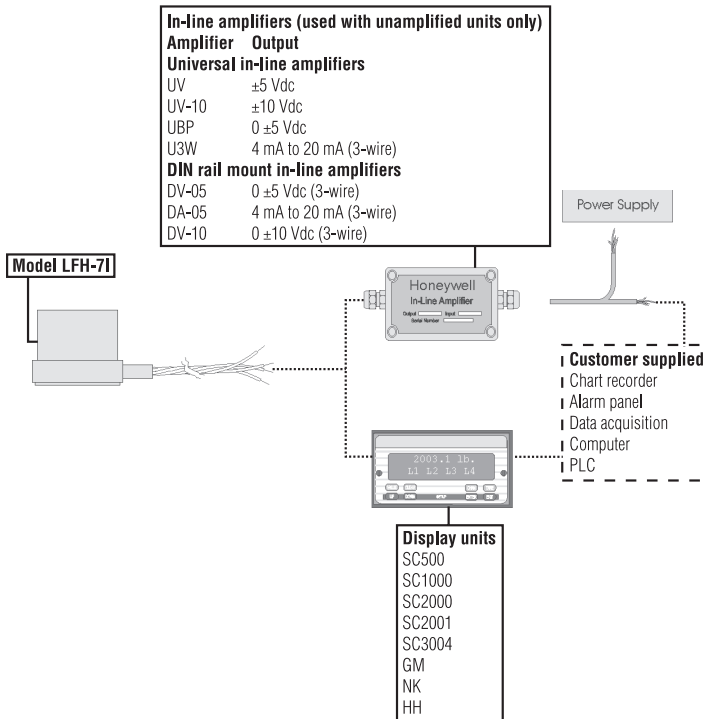 In-line amplifiers (used with unamplified units only)
Amplifier Output
Universal in-line amplifiers
UV ±5 Vdc
UV-10 ±10 Vdc
UBP 0 ±5 Vdc
U3W 4 mA to 20 mA (3-wire)
DIN rail mount in-line amplifiers
DV-05 0 ±5 Vdc (3-wire)
DA-05 4 mA to 20 mA (3-wire)
DV-10 0 ±10 Vdc (3-wire)
Power Supply
Model LFH-7I
Honeywell
In-Line Amplifier
Output Input
Serial Number
Customer supplied
Chart recorder
Alarm panel
Data acquisition
Computer
PLC
2003.1 lb.
L1 L2 L3 L4
Display units
SC500
SC1000
SC2000
SC2001
SC3004
GM
NK
HH